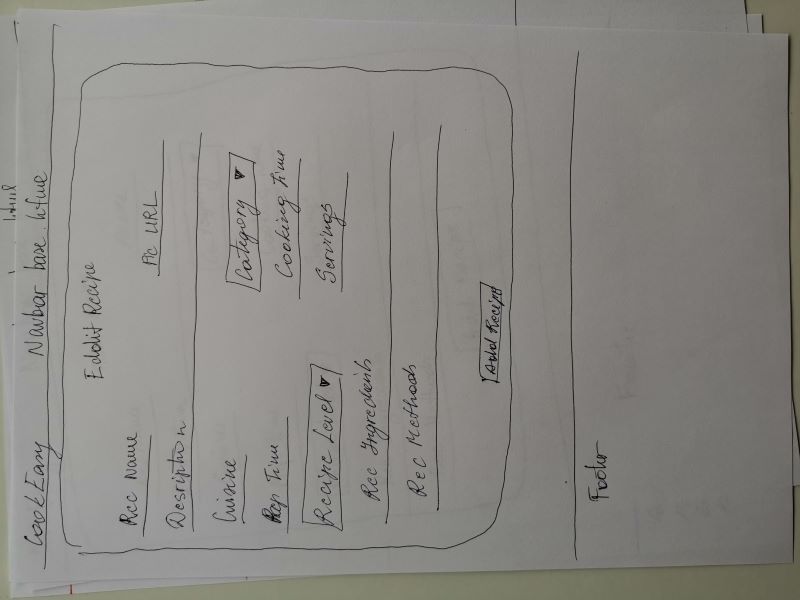 CookEasy Navbar base.html
Eddit Recipe
Rec Name
Pic URL
Desription
Cuisine
Category
Prep Time
Cooking Time
Recipe Level
Servings
Rec Ingredients
Rec Methods
Add Recipe
Footer